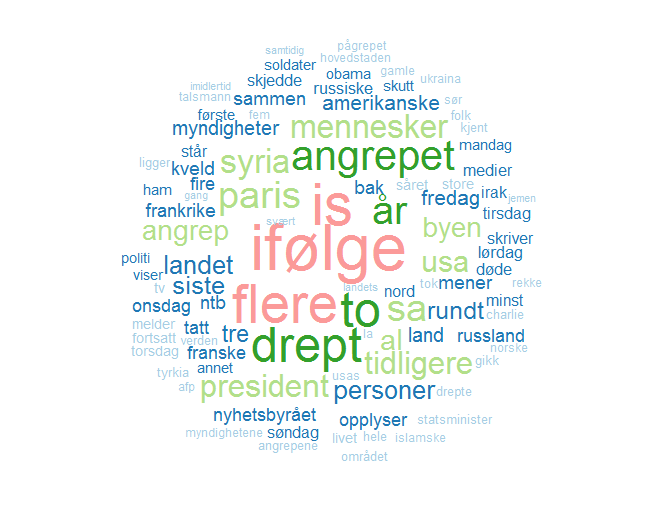 pågrepet
samtidig
hovedstaden
soldater
obama
gamle
ukraina
imidlertid
skjedde
russiske
skutt
talsmann
sammen
amerikanske
sør
første
fem
folk
myndigheter
mennesker
kjent
står
angrepet
mandag
ligger
kveld
syria
medier
ham
fire
paris
bak
såret
store
irak
gang
is
år
fredag
jemen
frankrike
svært
tirsdag
angrep
ifølge
byen
skriver
politi
landet
usa
lørdag
viser
døde
tv
siste
landets
nord
tok
mener
rekke
onsdag
ntb
flere
to
sa
rundt
minst
charlie
melder
tatt
tre
drept
la
al
land
russland
fortsatt
verden
norske
torsdag
franske
tidligere
gikk
tyrkia
annet
usas
afp
president
personer
drepte
nyhetsbyrået
opplyser
statsminister
myndighetene
søndag
livet
hele
islamske
angrepene
området